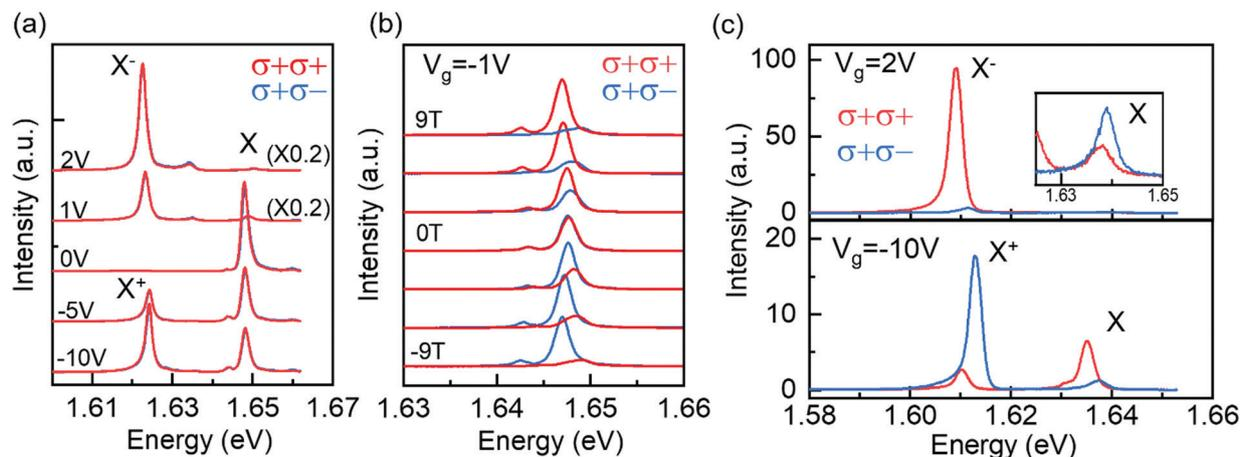 (a)
X-
σ+σ+
σ+σ−
X
(X0.2)
2V
(X0.2)
1V
0V
X+
-5V
-10V
1.61 1.63 1.65 1.67
Energy (eV)
Intensity (a.u.)
(b)
Vg=-1V
σ+σ+
σ+σ−
9T
0T
-9T
1.63 1.64 1.65 1.66
Energy (eV)
Intensity (a.u.)
(c)
100
50
0
Vg=2V
X-
σ+σ+
σ+σ−
X
1.63 1.65
20
10
0
Vg=-10V
X+
X
1.58 1.60 1.62 1.64 1.66
Energy (eV)
Intensity (a.u.)